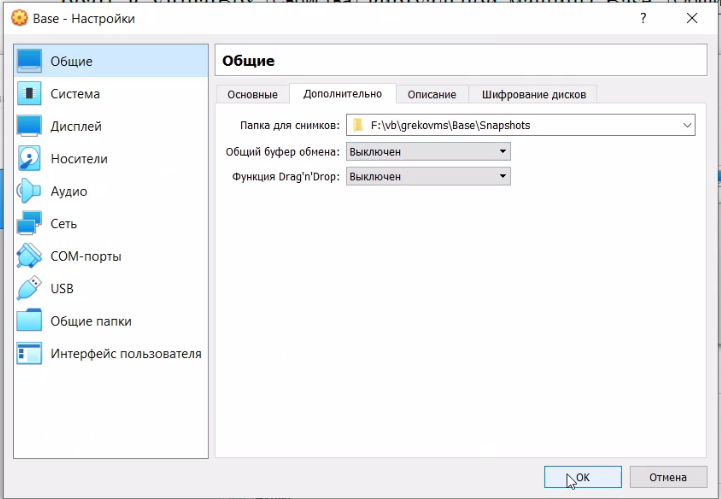 Base - Настройки
?
Общие
Система
Дисплей
Носители
Аудио
Сеть
COM-порты
USB
Общие папки
Интерфейс пользователя
Общие
Основные
Дополнительно
Описание
Шифрование дисков
Папка для снимков: F:\vb\grekovms\Base\Snapshots
Общий буфер обмена: Выключен
Функция Drag'n'Drop: Выключен
OK
Отмена